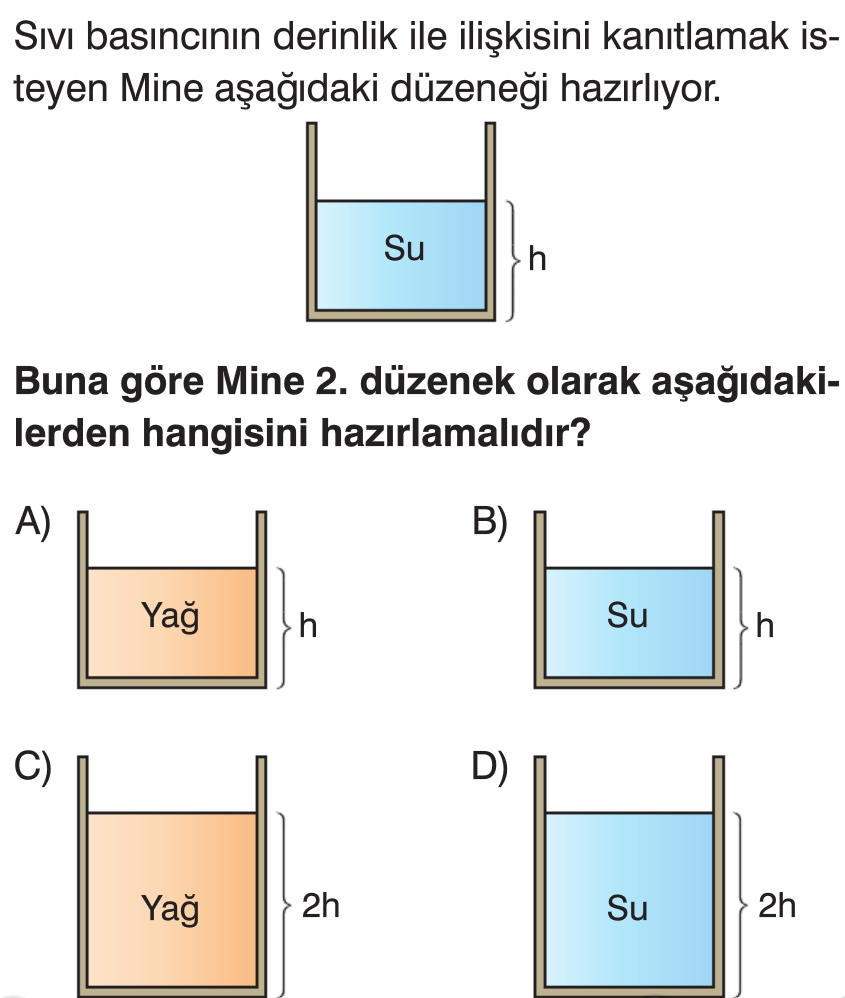 Sıvı basıncının derinlik ile ilişkisini kanıtlamak is-
teyen Mine aşağıdaki düzeneği hazırlıyor.
Su
h
Buna göre Mine 2. düzenek olarak aşağıdaki-
lerden hangisini hazırlamalıdır?
A)
Yağ
h
B)
Su
h
C)
Yağ
2h
D)
Su
2h